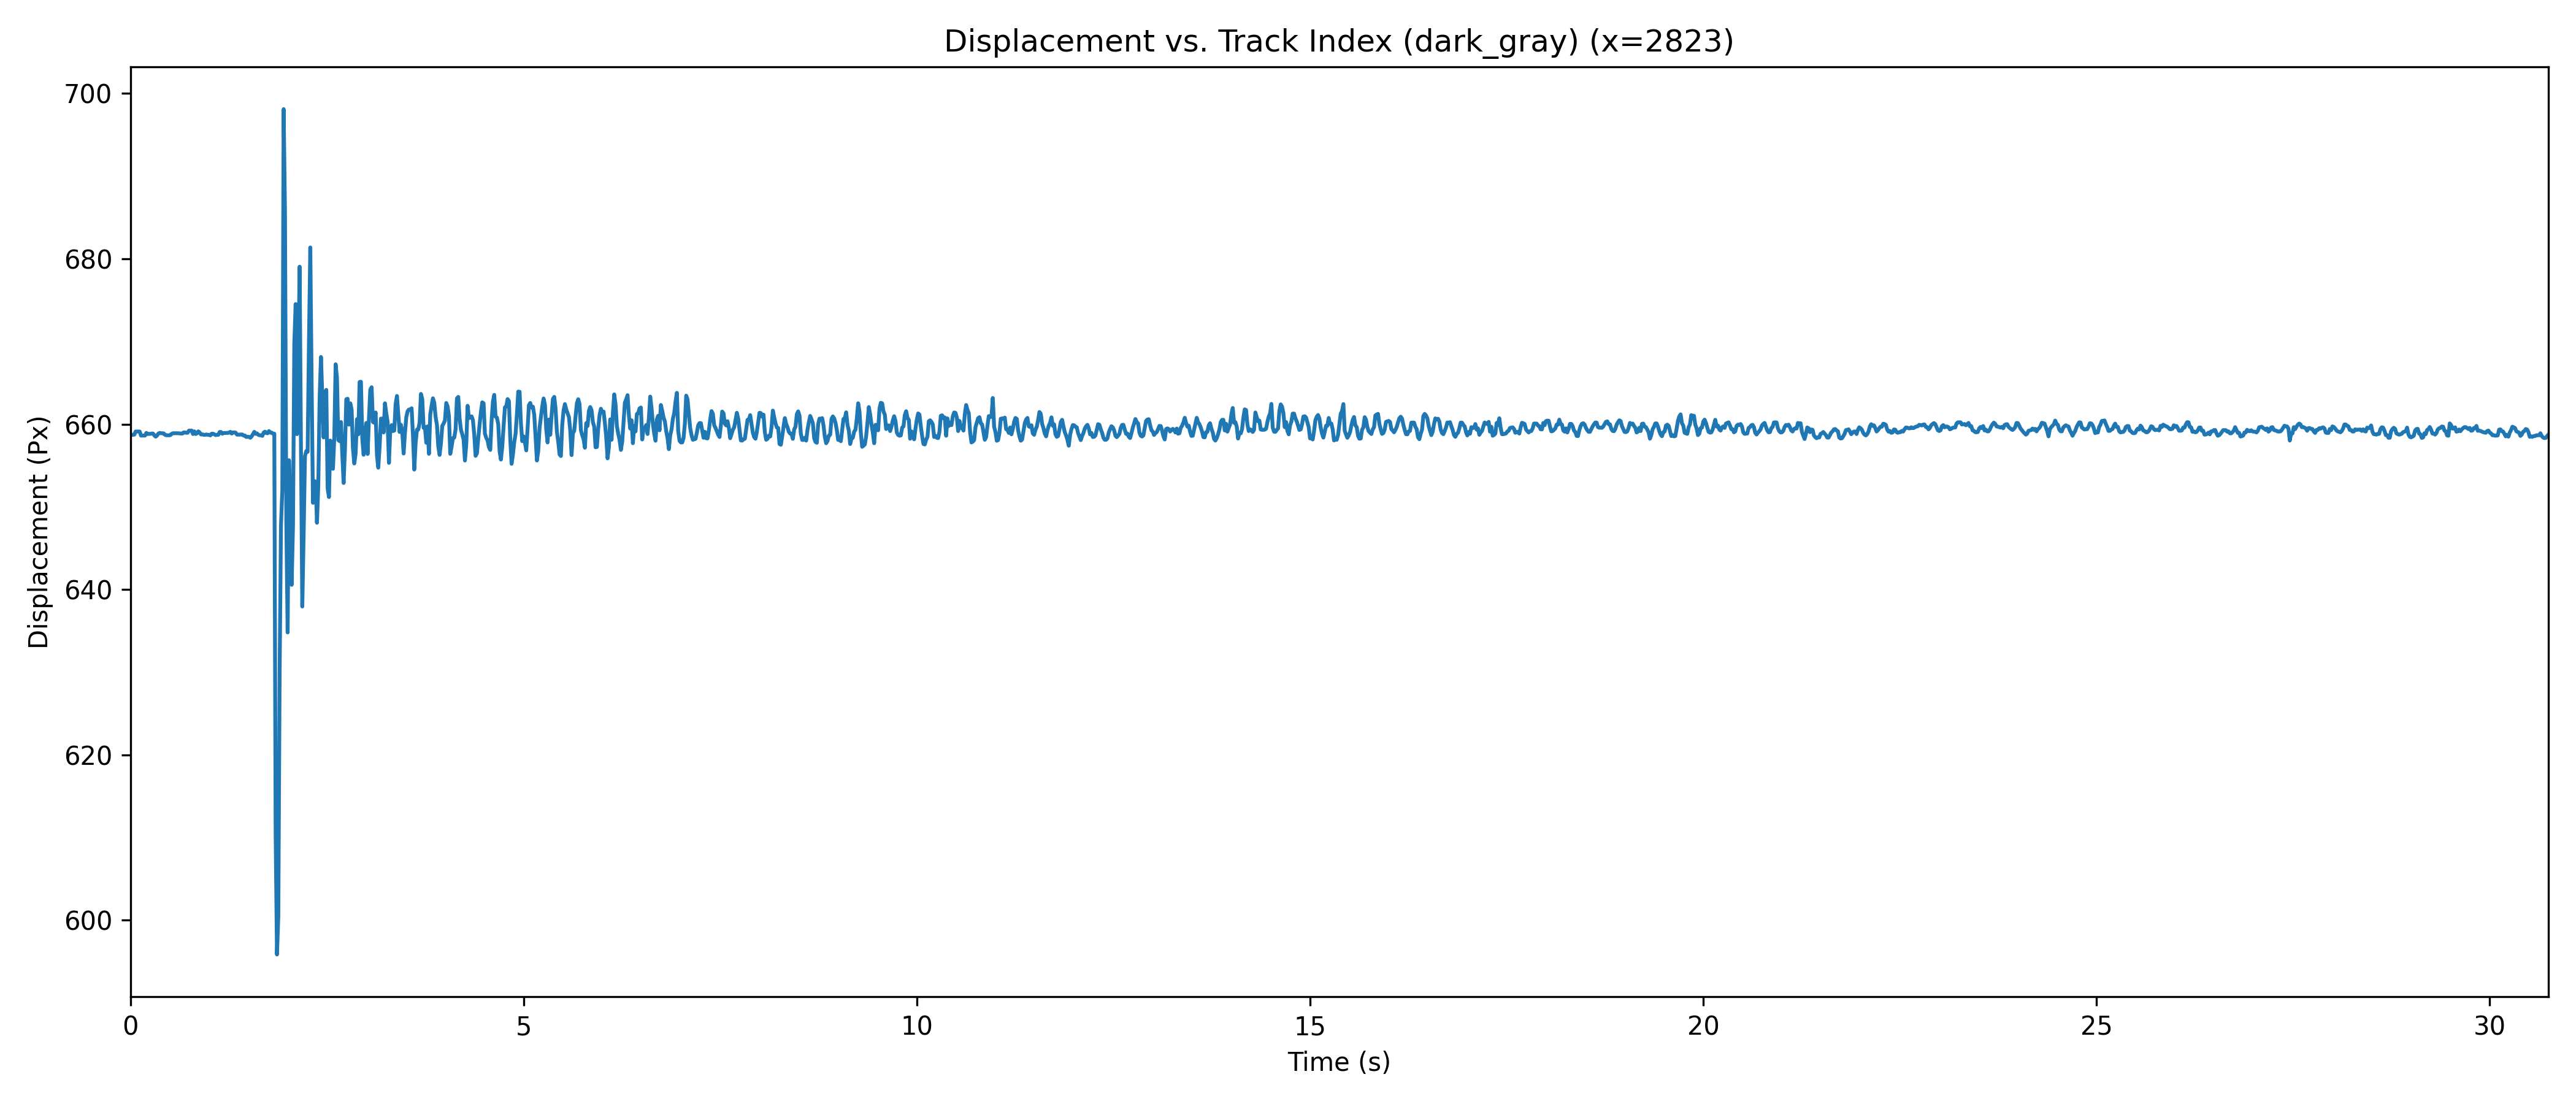 Displacement vs. Track Index (dark_gray) (x=2823)
700
680
660
640
620
600
Displacement (Px)
0 5 10 15 20 25 30
Time (s)